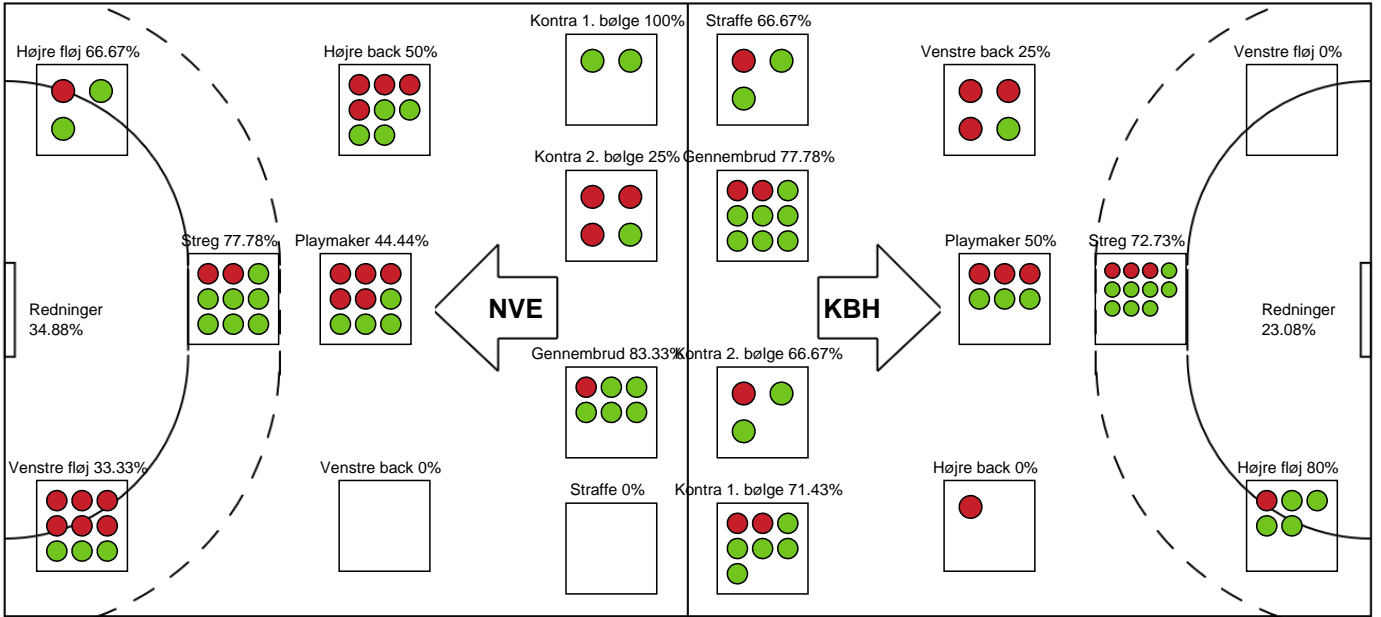 Kontra 1. bølge 100%
Straffe 66.67%
Højre fløj 66.67%
Højre back 50%
Venstre back 25%
Venstre fløj 0%
Kontra 2. bølge 25%
Gennembrud 77.78%
Streg 77.78%
Playmaker 44.44%
Playmaker 50%
Streg 72.73%
Redninger
34.88%
NVE
KBH
Redninger
23.08%
Gennembrud 83.33%
Kontra 2. bølge 66.67%
Venstre fløj 33.33%
Venstre back 0%
Højre back 0%
Højre fløj 80%
Straffe 0%
Kontra 1. bølge 71.43%